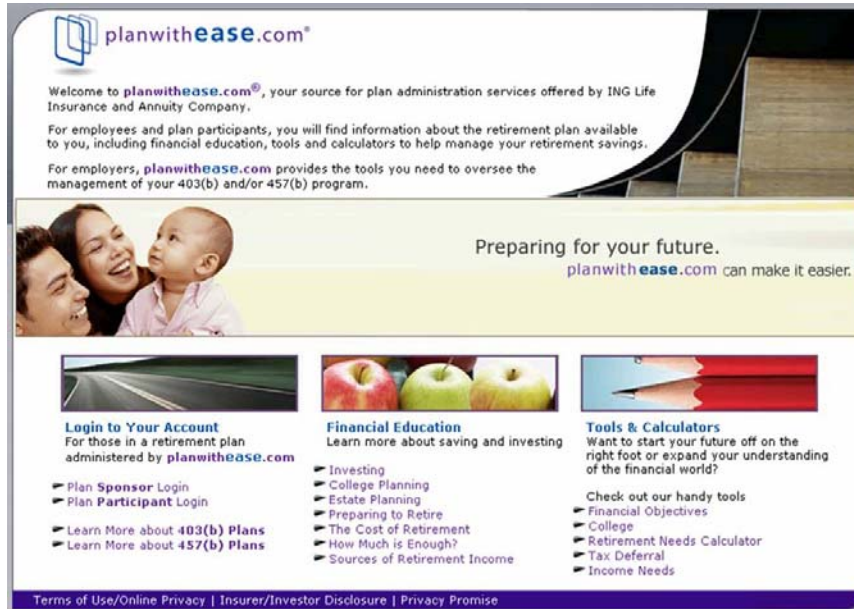 planwithease.com®
Welcome to planwithease.com®, your source for plan administration services offered by ING Life
Insurance and Annuity Company.
For employees and plan participants, you will find information about the retirement plan available
to you, including financial education, tools and calculators to help manage your retirement savings.
For employers, planwithease.com provides the tools you need to oversee the
management of your 403(b) and/or 457(b) program.
Preparing for your future.
planwithease.com can make it easier.
Login to Your Account
For those in a retirement plan
administered by planwithease.com
Plan Sponsor Login
Plan Participant Login
Learn More about 403(b) Plans
Learn More about 457(b) Plans
Financial Education
Learn more about saving and investing
Investing
College Planning
Estate Planning
Preparing to Retire
The Cost of Retirement
How Much is Enough?
Sources of Retirement Income
Tools & Calculators
Want to start your future off on the
right foot or expand your understanding
of the financial world?
Check out our handy tools
Financial Objectives
College
Retirement Needs Calculator
Tax Deferral
Income Needs
Terms of Use/Online Privacy | Insurer/Investor Disclosure | Privacy Promise